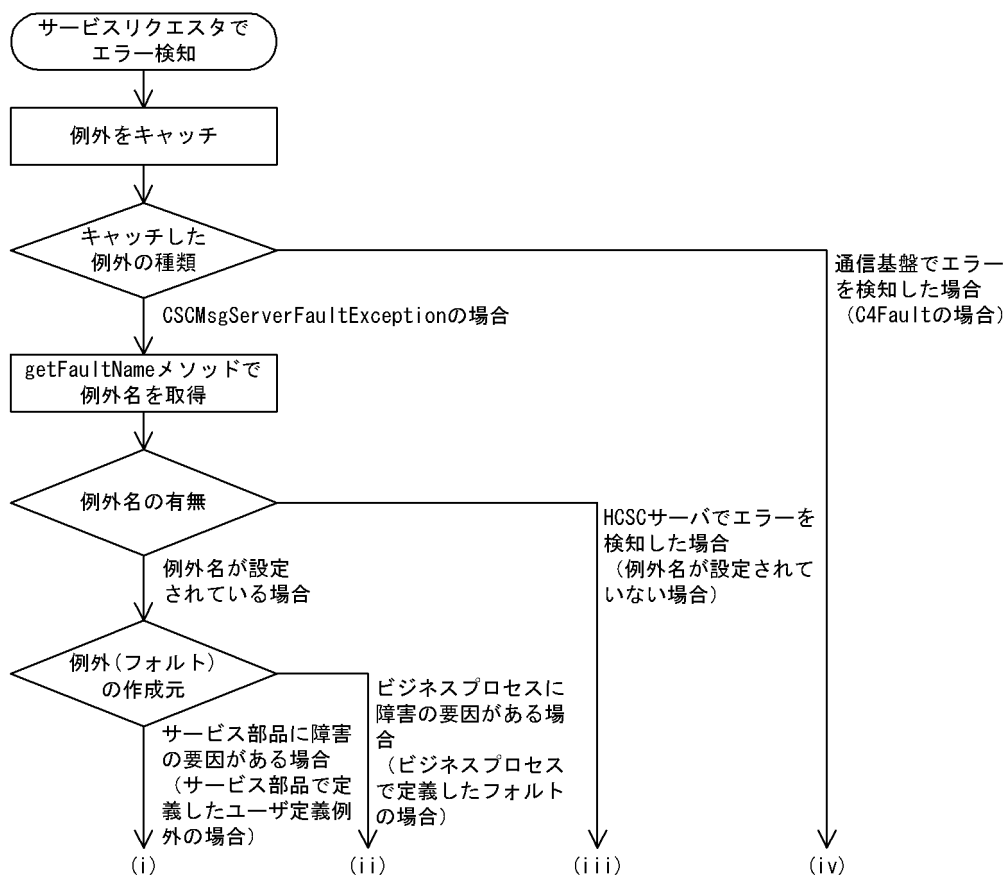 サービスリクエスタで
エラー検知
例外をキャッチ
キャッチした
例外の種類
通信基盤でエラー
を検知した場合
（C4Faultの場合）
CSCMsgServerFaultExceptionの場合
getFaultNameメソッドで
例外名を取得
例外名の有無
HCSCサーバでエラーを
検知した場合
（例外名が設定されて
いない場合）
例外名が設定
されている場合
例外(フォルト)
の作成元
ビジネスプロセスに
障害の要因がある場
合
（ビジネスプロセス
で定義したフォルト
の場合）
サービス部品に障害
の要因がある場合
（サービス部品で定
義したユーザ定義例
外の場合）
(i)
(ii)
(iii)
(iv)